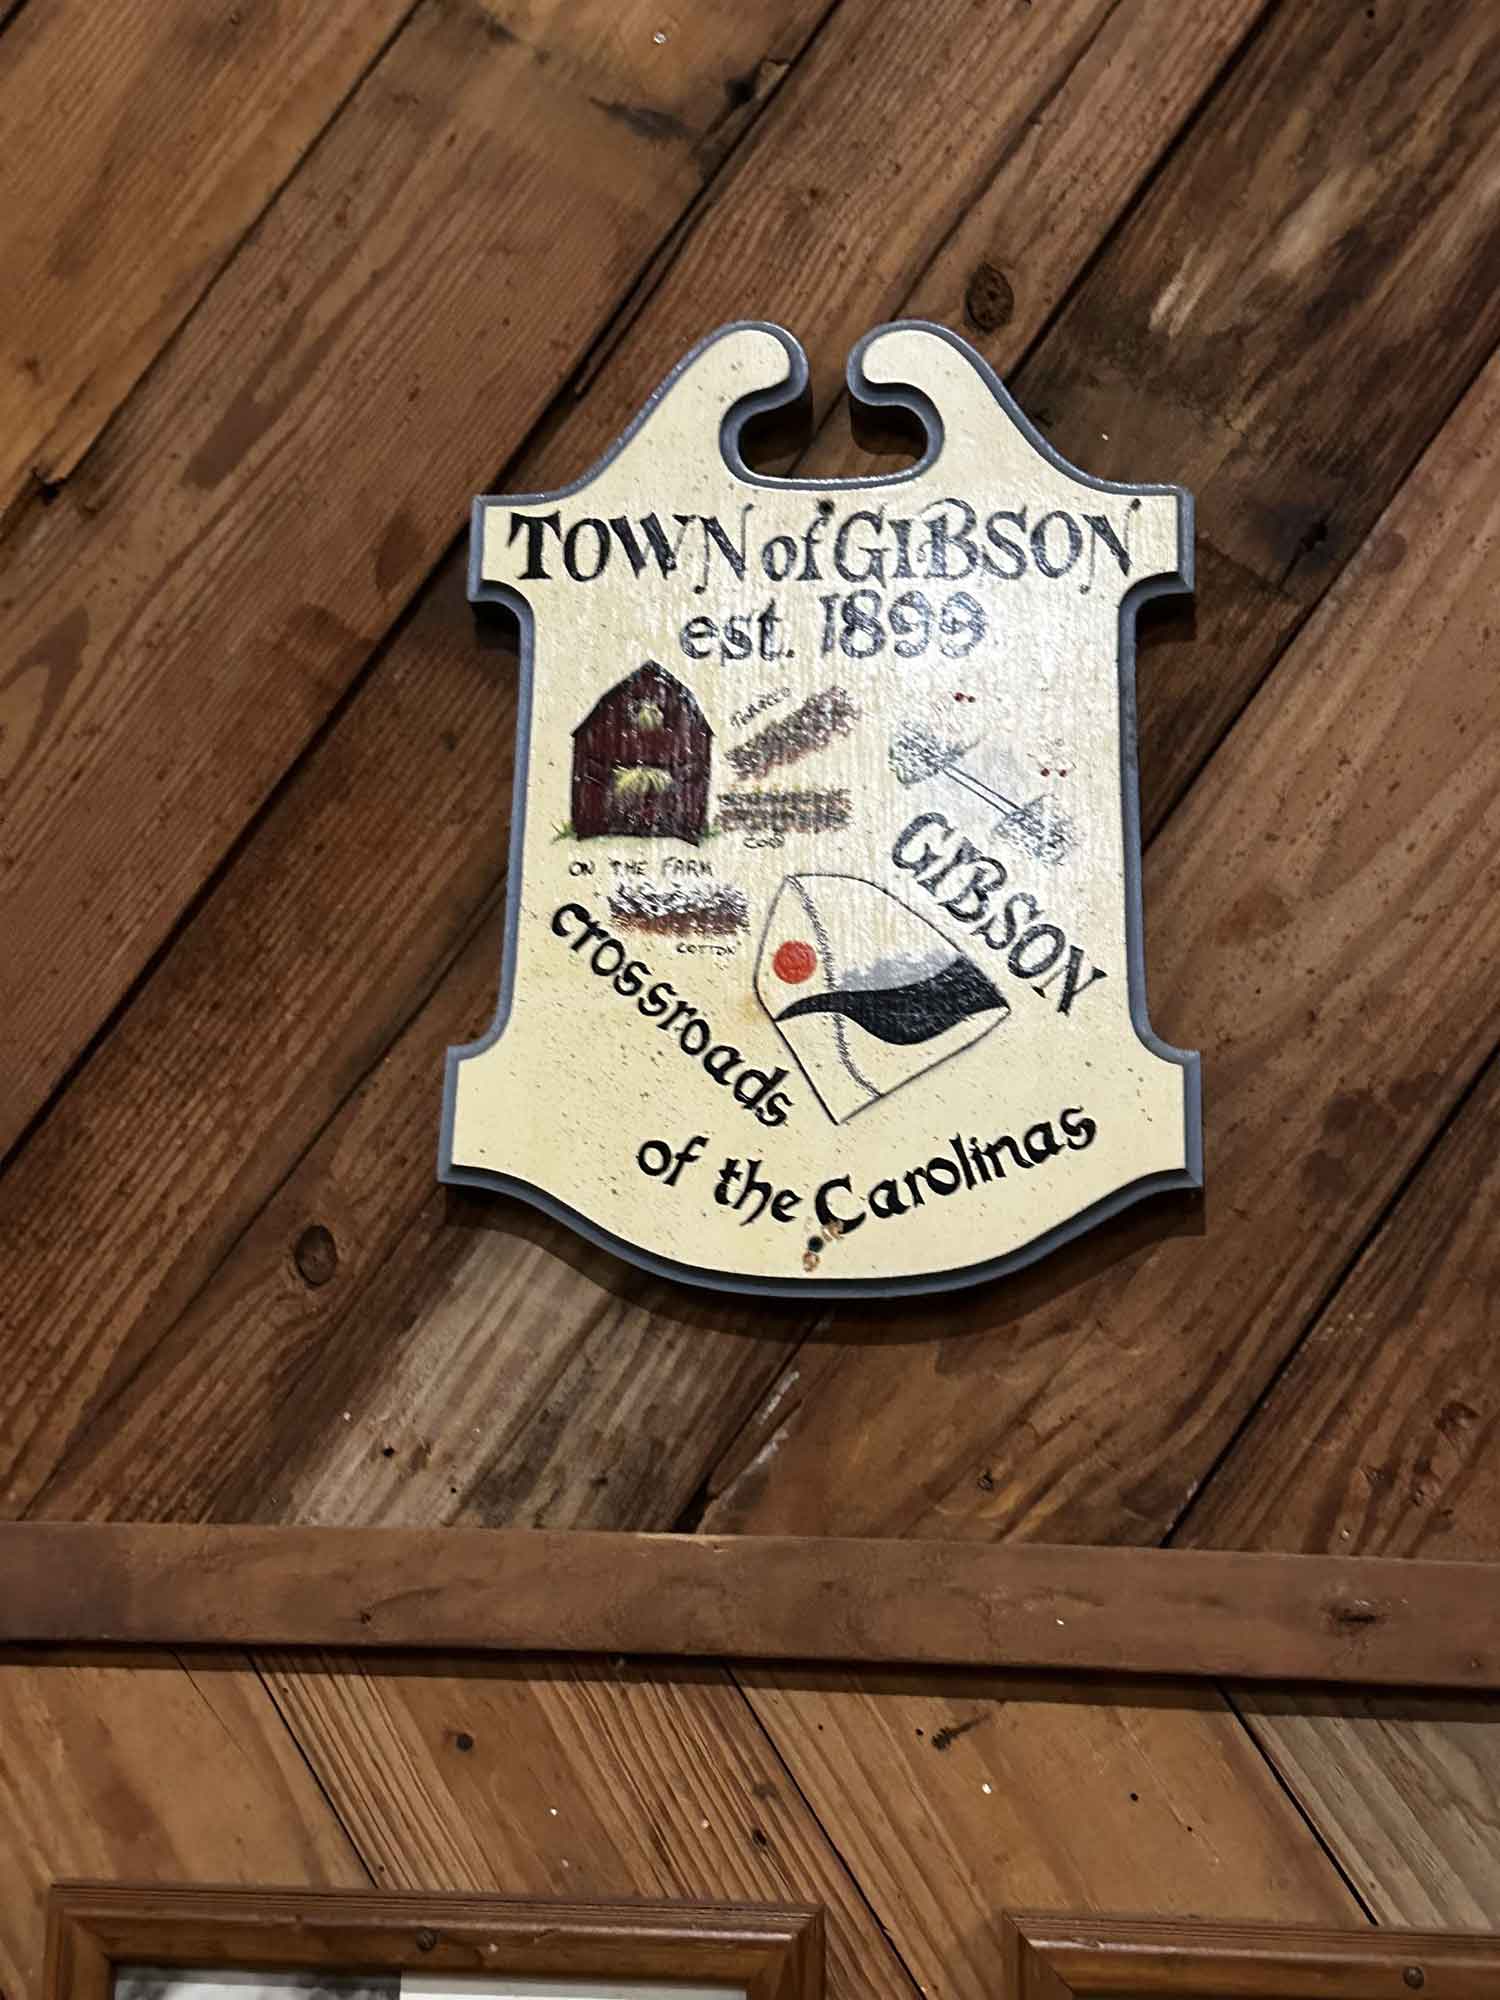 TOWN of GIBSON
est. 1899
TOBACCO
CORN
ON THE FARM
COTTON
GIBSON
crossroads
of the Carolinas